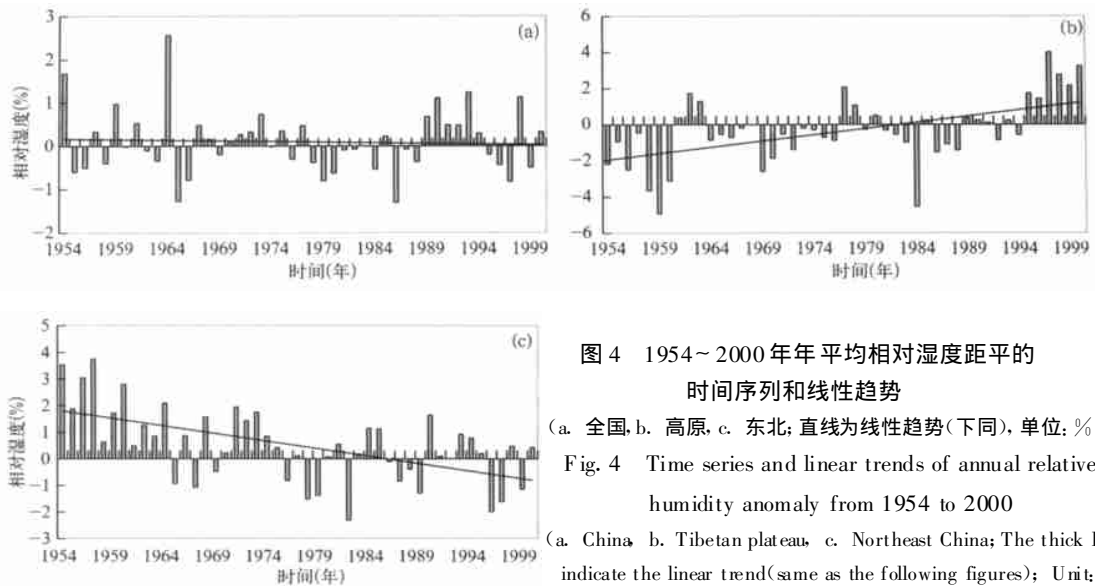 (a)
相对湿度(%)
3
2
1
0
−1
−2
1954 1959 1964 1969 1974 1979 1984 1989 1994 1999
时间(年)
(b)
6
4
2
0
−2
−4
−6
1954 1959 1964 1969 1974 1979 1984 1989 1994 1999
时间(年)
(c)
相对湿度(%)
5
4
3
2
1
0
−1
−2
−3
1954 1959 1964 1969 1974 1979 1984 1989 1994 1999
时间(年)
图 4 1954~2000年年平均相对湿度距平的
时间序列和线性趋势
(a. 全国, b. 高原, c. 东北; 直线为线性趋势(下同), 单位: %
Fig. 4 Time series and linear trends of annual relative
humidity anomaly from 1954 to 2000
(a. China, b. Tibetan plateau, c. Northeast China; The thick l
indicate the linear trend(same as the following figures); Unit: